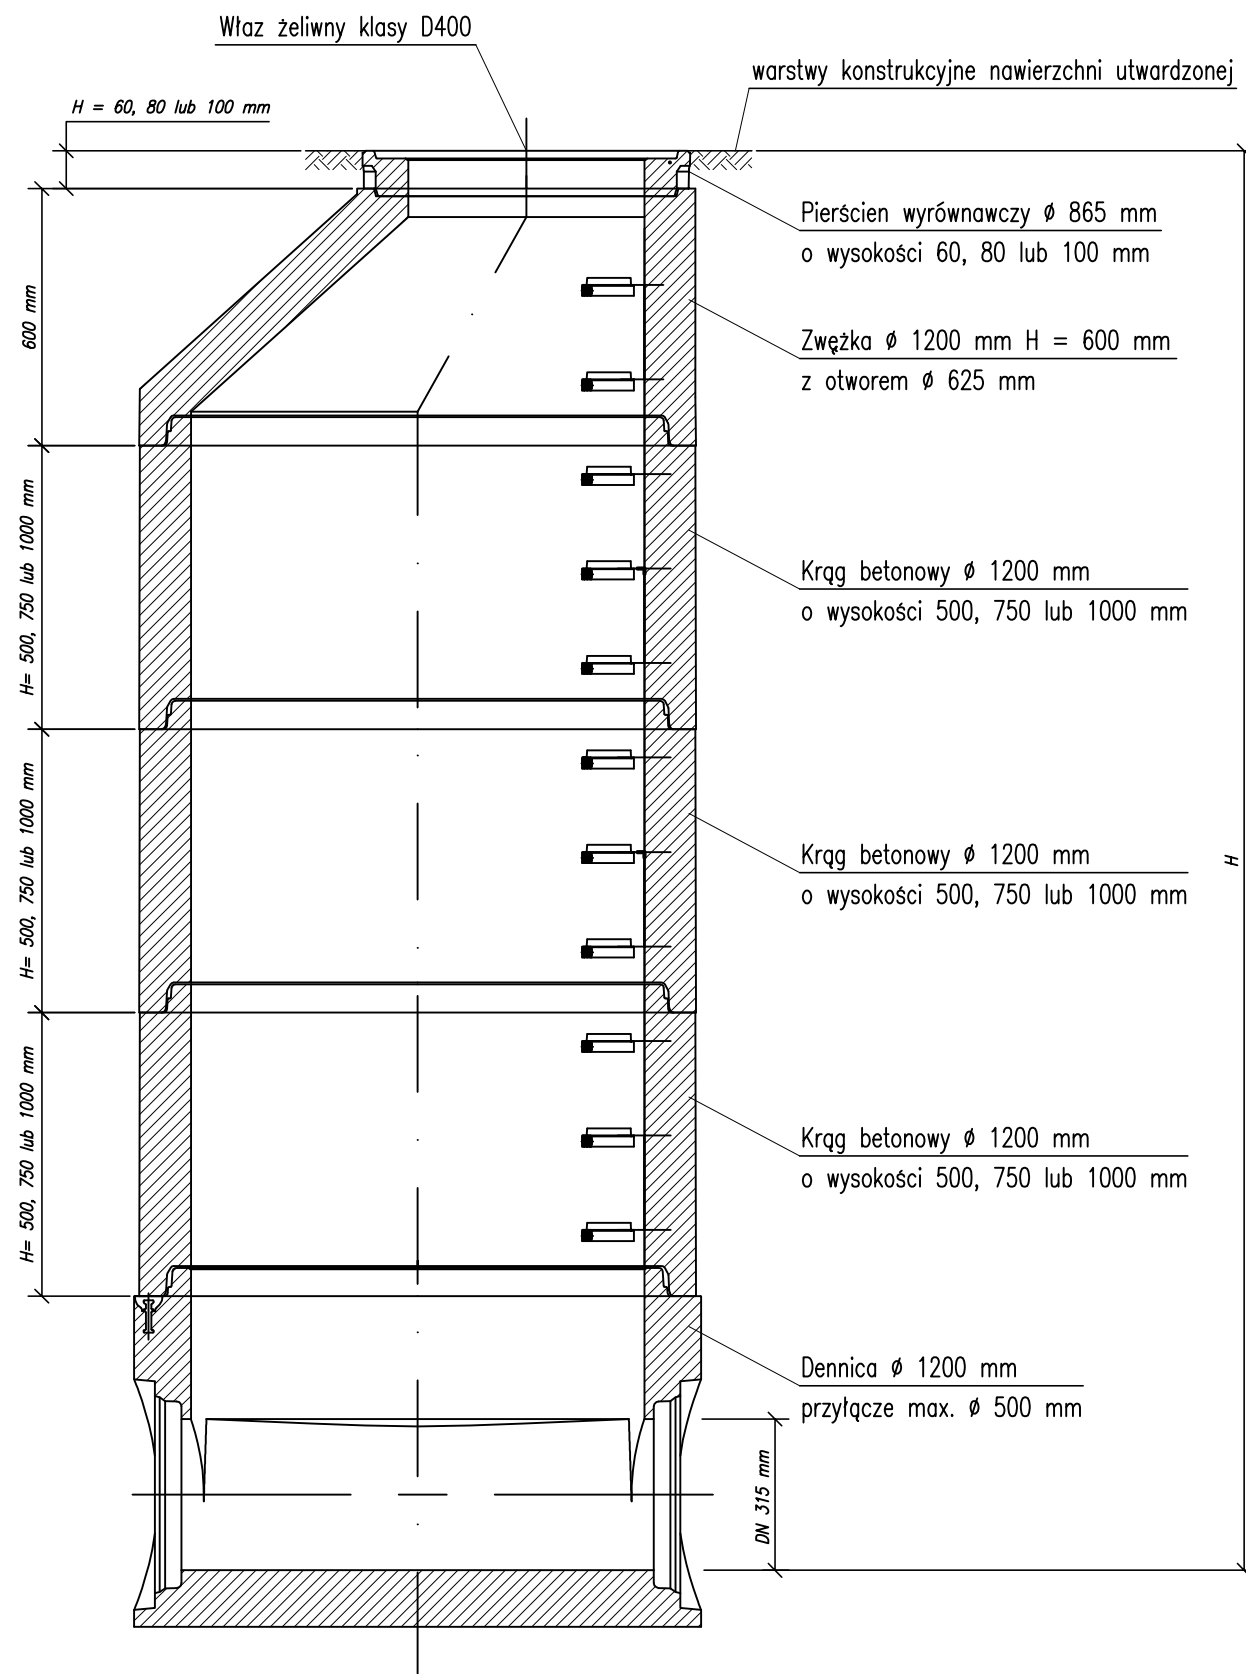 Właz żeliwny klasy D400
warstwy konstrukcyjne nawierzchni utwardzonej
H = 60, 80 lub 100 mm
Pierścien wyrównawczy ø 865 mm
o wysokości 60, 80 lub 100 mm
600 mm
Zwężka ø 1200 mm H = 600 mm
z otworem ø 625 mm
H= 500, 750 lub 1000 mm
Krąg betonowy ø 1200 mm
o wysokości 500, 750 lub 1000 mm
H= 500, 750 lub 1000 mm
Krąg betonowy ø 1200 mm
o wysokości 500, 750 lub 1000 mm
H
H= 500, 750 lub 1000 mm
Krąg betonowy ø 1200 mm
o wysokości 500, 750 lub 1000 mm
Dennica ø 1200 mm
przyłącze max. ø 500 mm
DN 315 mm